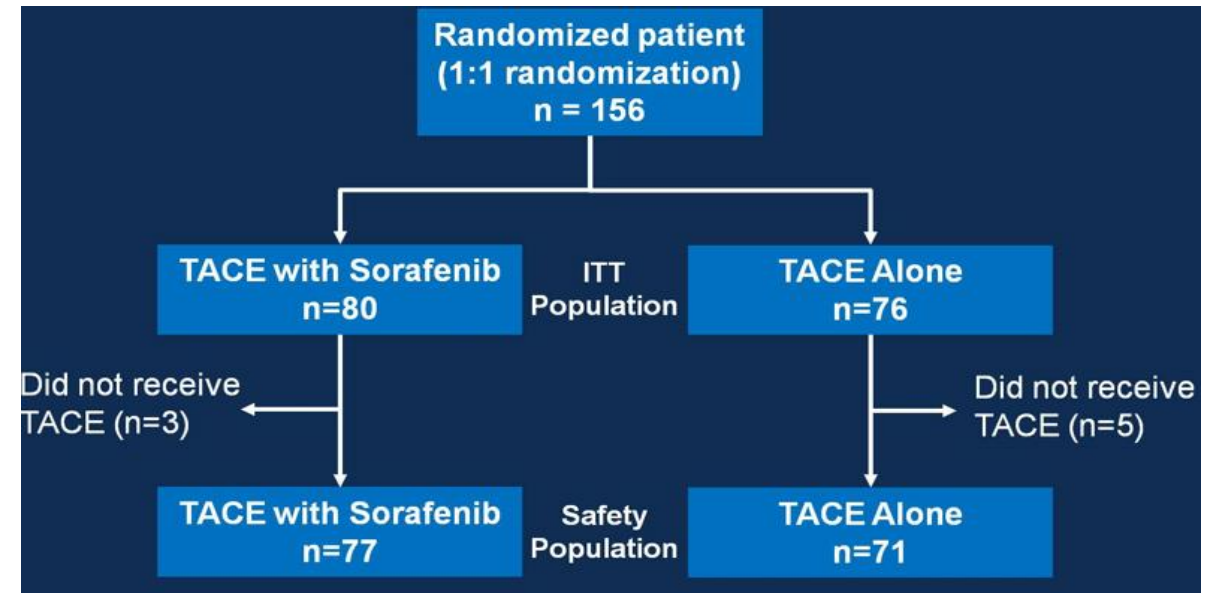 Randomized patient
(1:1 randomization)
n = 156
TACE with Sorafenib
n=80
ITT
Population
TACE Alone
n=76
Did not receive
TACE (n=3)
Did not receive
TACE (n=5)
TACE with Sorafenib
n=77
Safety
Population
TACE Alone
n=71